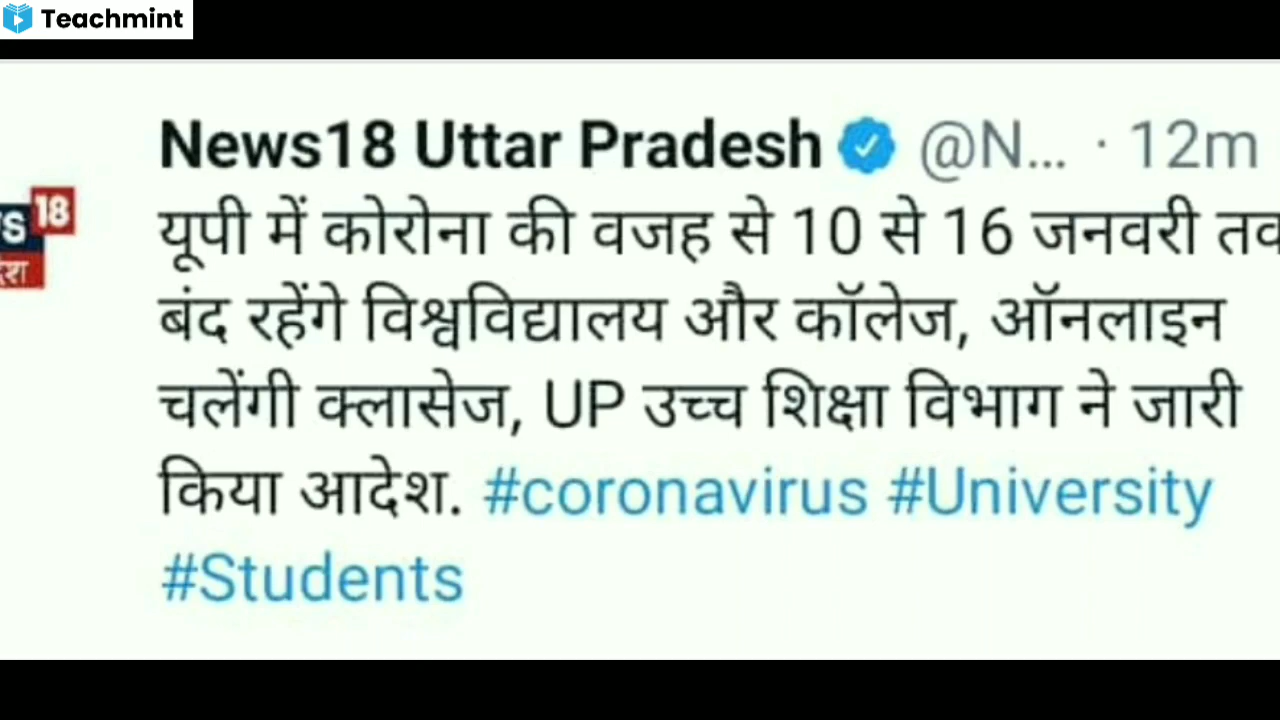 Teachmint
News18 Uttar Pradesh @N... · 12m
18
यूपी में कोरोना की वजह से 10 से 16 जनवरी
बंद रहेंगे विश्वविद्यालय और कॉलेज, ऑनलाइन
चलेंगी क्लासेज, UP उच्च शिक्षा विभाग ने जारी
किया आदेश. #coronavirus #University
#Students